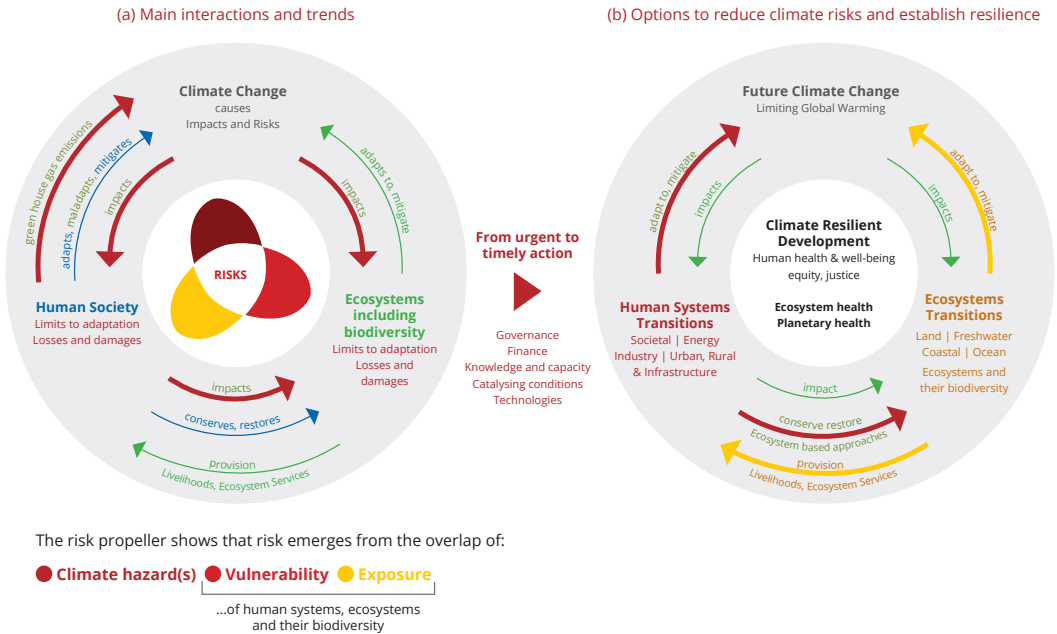 (a) Main interactions and trends
Climate Change
causes
Impacts and Risks
green house gas emissions
adapts, maladapts, mitigates
impacts
impacts
adapts to, mitigate
RISKS
Human Society
Limits to adaptation
Losses and damages
Ecosystems
including
biodiversity
Limits to adaptation
Losses and
damages
impacts
conserves, restores
provision
Livelihoods, Ecosystem Services
From urgent to
timely action
Governance
Finance
Knowledge and capacity
Catalysing conditions
Technologies
(b) Options to reduce climate risks and establish resilience
Future Climate Change
Limiting Global Warming
adapt to, mitigate
impacts
impacts
adapt to, mitigate
Climate Resilient
Development
Human health & well-being
equity, justice
Ecosystem health
Planetary health
Human Systems
Transitions
Societal | Energy
Industry | Urban, Rural
& Infrastructure
Ecosystems
Transitions
Land | Freshwater
Coastal | Ocean
Ecosystems and
their biodiversity
impact
conserve restore
Ecosystem based approaches
provision
Livelihoods, Ecosystem Services
The risk propeller shows that risk emerges from the overlap of:
Climate hazard(s) Vulnerability Exposure
...of human systems, ecosystems
and their biodiversity